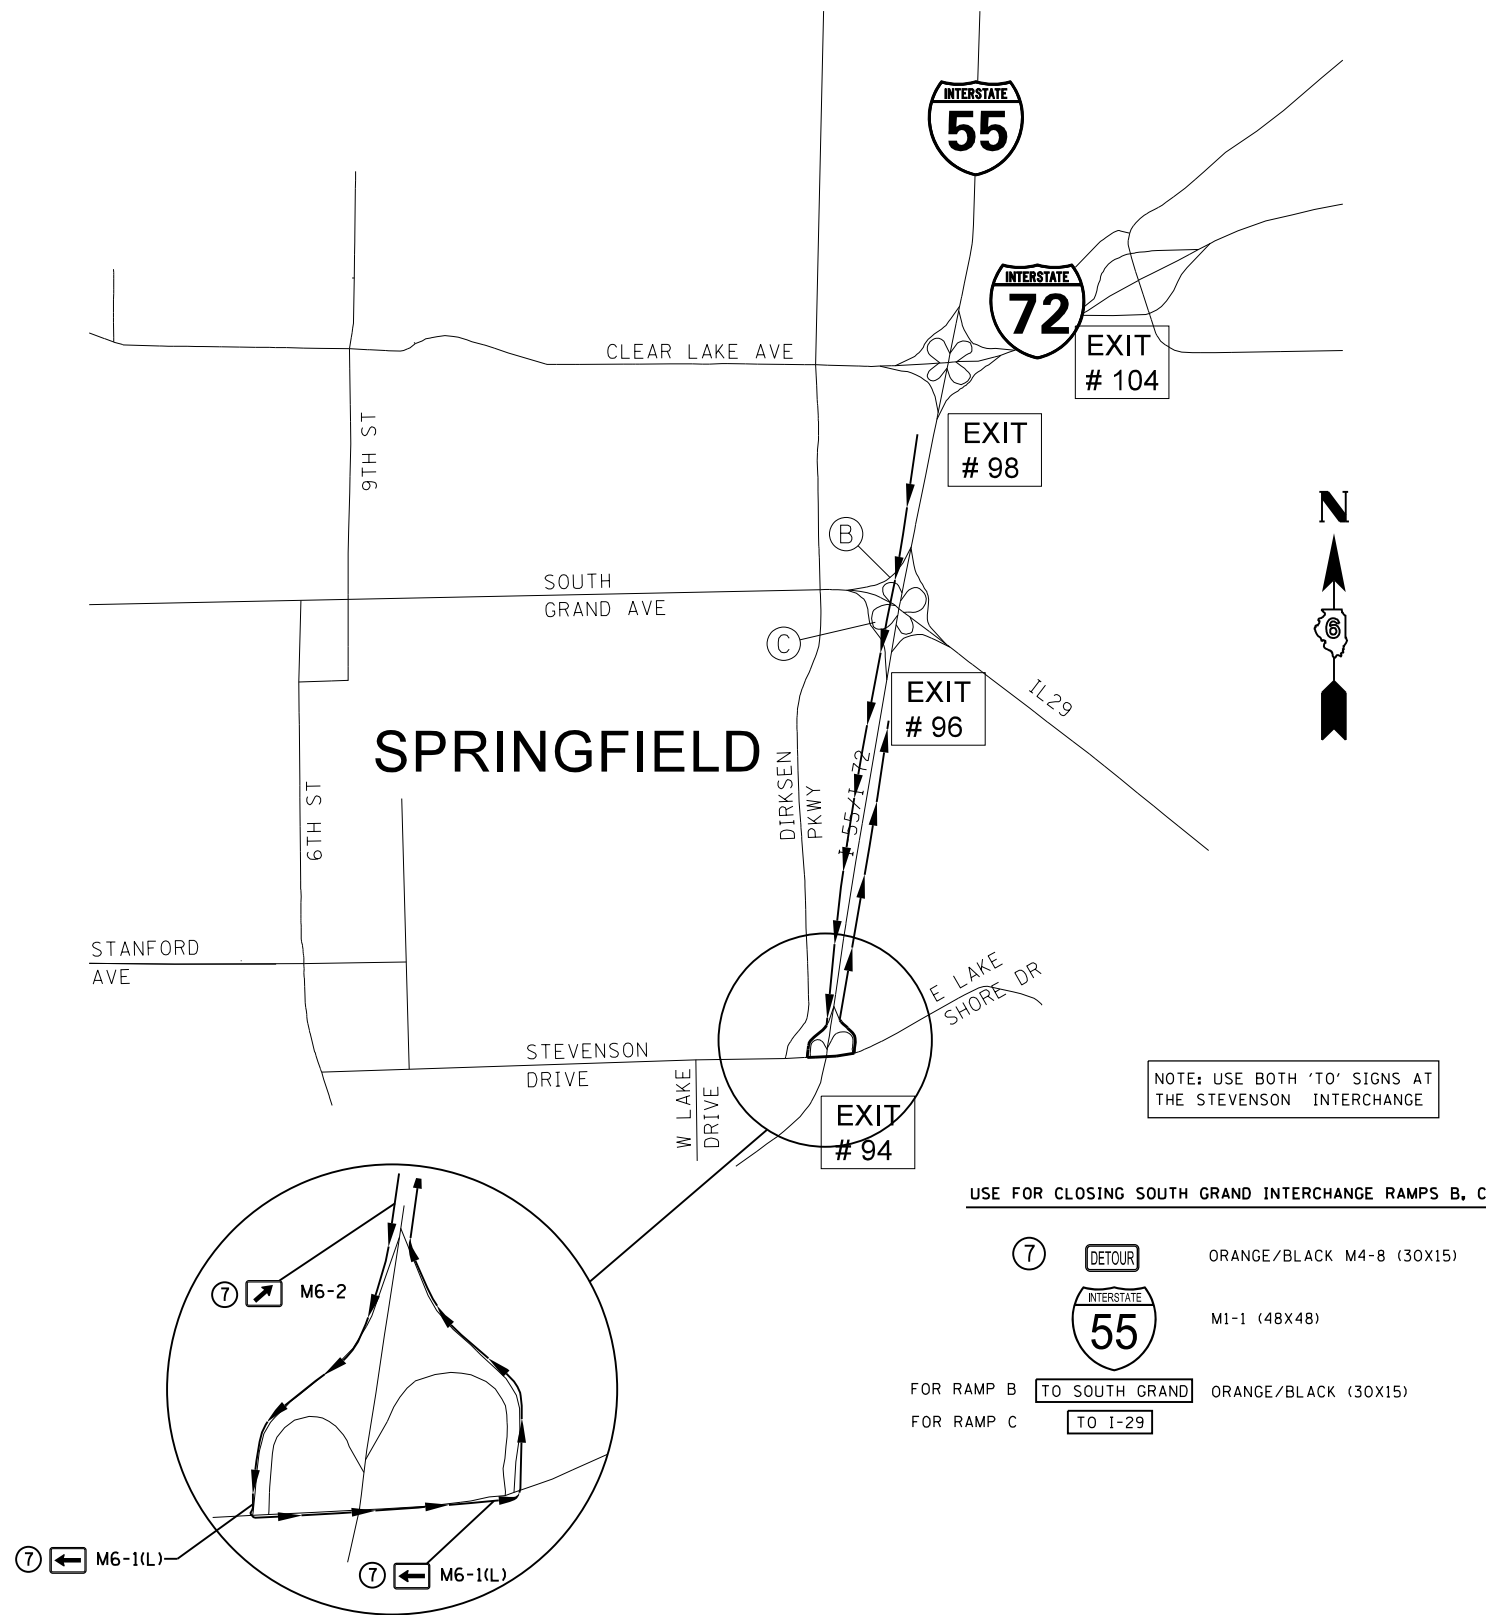 INTERSTATE
55
INTERSTATE
72
EXIT
# 104
CLEAR LAKE AVE
9TH ST
EXIT
# 98
N
B
SOUTH
GRAND AVE
6
C
EXIT
# 96
IL29
SPRINGFIELD
DIRKSEN
PKWY
I 55/I 72
6TH ST
STANFORD
AVE
E LAKE
SHORE DR
STEVENSON
DRIVE
W LAKE
DRIVE
NOTE: USE BOTH 'TO' SIGNS AT
THE STEVENSON INTERCHANGE
EXIT
# 94
USE FOR CLOSING SOUTH GRAND INTERCHANGE RAMPS B, C
7 DETOUR ORANGE/BLACK M4-8 (30X15)
INTERSTATE
55 M1-1 (48X48)
FOR RAMP B TO SOUTH GRAND ORANGE/BLACK (30X15)
FOR RAMP C TO I-29
7 M6-2
7 M6-1(L)
7 M6-1(L)